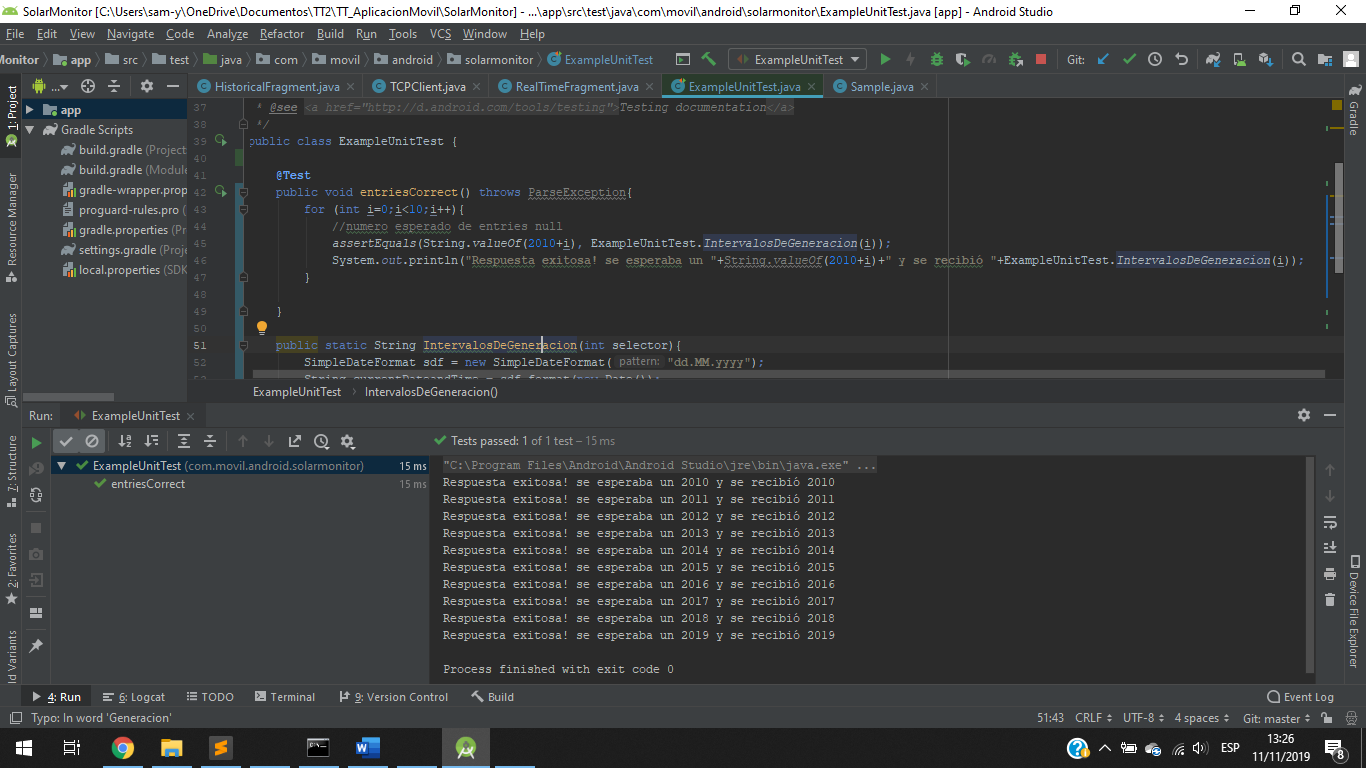 SolarMonitor [C:\Users\sam-y\OneDrive\Documentos\TT2\TT_AplicacionMovil\SolarMonitor] - ...\app\src\test\java\com\movil\android\solarmonitor\ExampleUnitTest.java [app] - Android Studio
File Edit View Navigate Code Analyze Refactor Build Run Tools VCS Window Help
Monitor app src test java com movil android solarmonitor ExampleUnitTest ExampleUnitTest Git:
1: Project
Resource Manager
Layout Captures
7: Structure
2: Favorites
ld Variants
...
app
Gradle Scripts
build.gradle (Project
build.gradle (Module
gradle-wrapper.prop
proguard-rules.pro
gradle.properties (Pro
settings.gradle (Proje
local.properties (SDK
HistoricalFragment.java TCPClient.java RealTimeFragment.java ExampleUnitTest.java Sample.java
37 * @see <a href="http://d.android.com/tools/testing">Testing documentation</a>
38 */
39 public class ExampleUnitTest {
40
41 @Test
42 public void entriesCorrect() throws ParseException{
43 for (int i=0;i<10;i++){
44 //numero esperado de entries null
45 assertEquals(String.valueOf(2010+i), ExampleUnitTest.IntervalosDeGeneracion(i));
46 System.out.println("Respuesta exitosa! se esperaba un "+String.valueOf(2010+i)+" y se recibió "+ExampleUnitTest.IntervalosDeGeneracion(i));
47 }
48
49 }
50
51 public static String IntervalosDeGeneracion(int selector){
52 SimpleDateFormat sdf = new SimpleDateFormat( pattern: "dd.MM.yyyy");
53 String currentDateandTime = sdf.format(new Date());
ExampleUnitTest › IntervalosDeGeneracion()
Gradle
Device File Explorer
Run: ExampleUnitTest
Tests passed: 1 of 1 test – 15 ms
ExampleUnitTest (com.movil.android.solarmonitor) 15 ms
entriesCorrect 15 ms
"C:\Program Files\Android\Android Studio\jre\bin\java.exe" ...
Respuesta exitosa! se esperaba un 2010 y se recibió 2010
Respuesta exitosa! se esperaba un 2011 y se recibió 2011
Respuesta exitosa! se esperaba un 2012 y se recibió 2012
Respuesta exitosa! se esperaba un 2013 y se recibió 2013
Respuesta exitosa! se esperaba un 2014 y se recibió 2014
Respuesta exitosa! se esperaba un 2015 y se recibió 2015
Respuesta exitosa! se esperaba un 2016 y se recibió 2016
Respuesta exitosa! se esperaba un 2017 y se recibió 2017
Respuesta exitosa! se esperaba un 2018 y se recibió 2018
Respuesta exitosa! se esperaba un 2019 y se recibió 2019
Process finished with exit code 0
4: Run 6: Logcat TODO Terminal 9: Version Control Build Event Log
Typo: In word 'Generacion' 51:43 CRLF UTF-8 4 spaces Git: master
ESP 13:26
11/11/2019 8